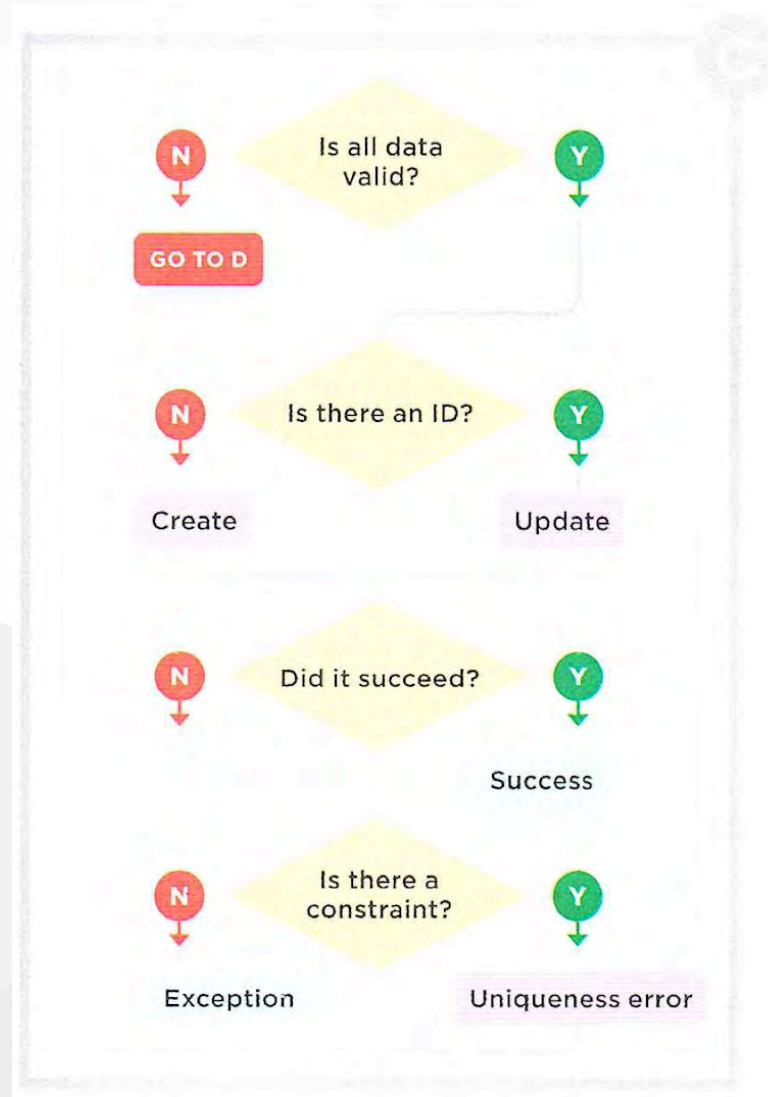 C
Is all data
valid?
N
Y
GO TO D
Is there an ID?
N
Y
Create
Update
Did it succeed?
N
Y
Success
Is there a
constraint?
N
Y
Exception
Uniqueness error